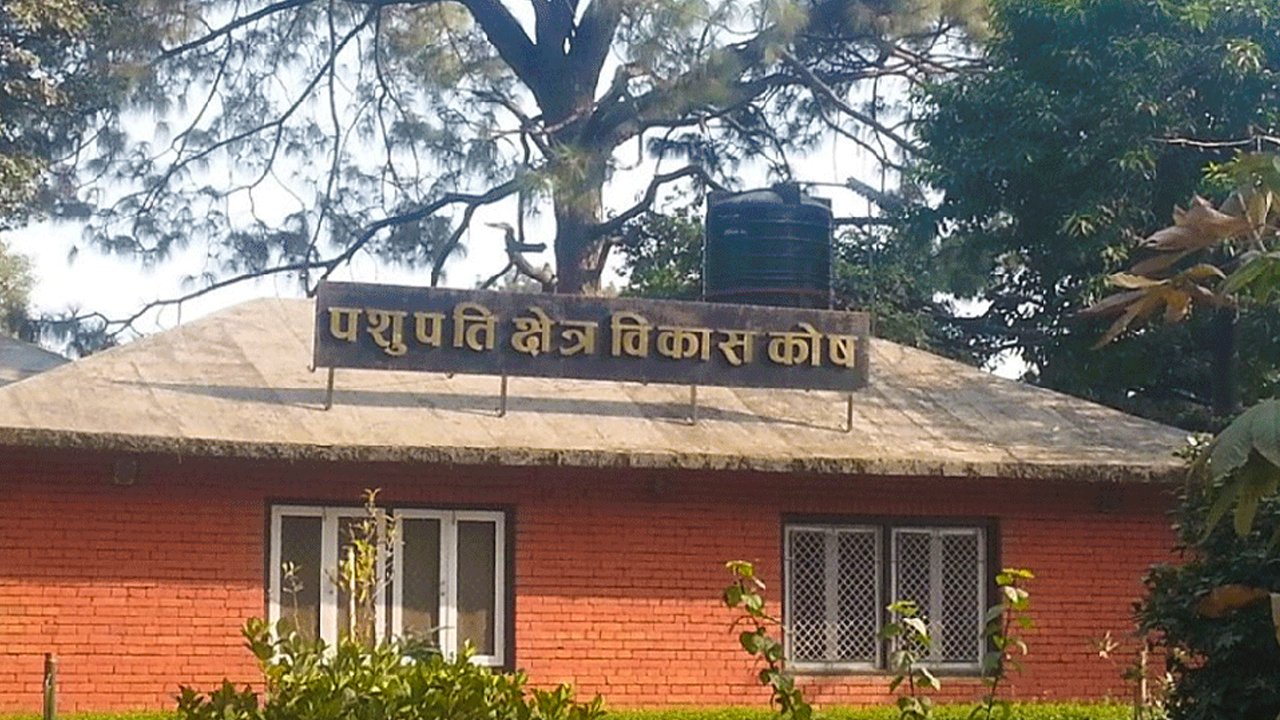 पशुपति क्षेत्र विकास कोष